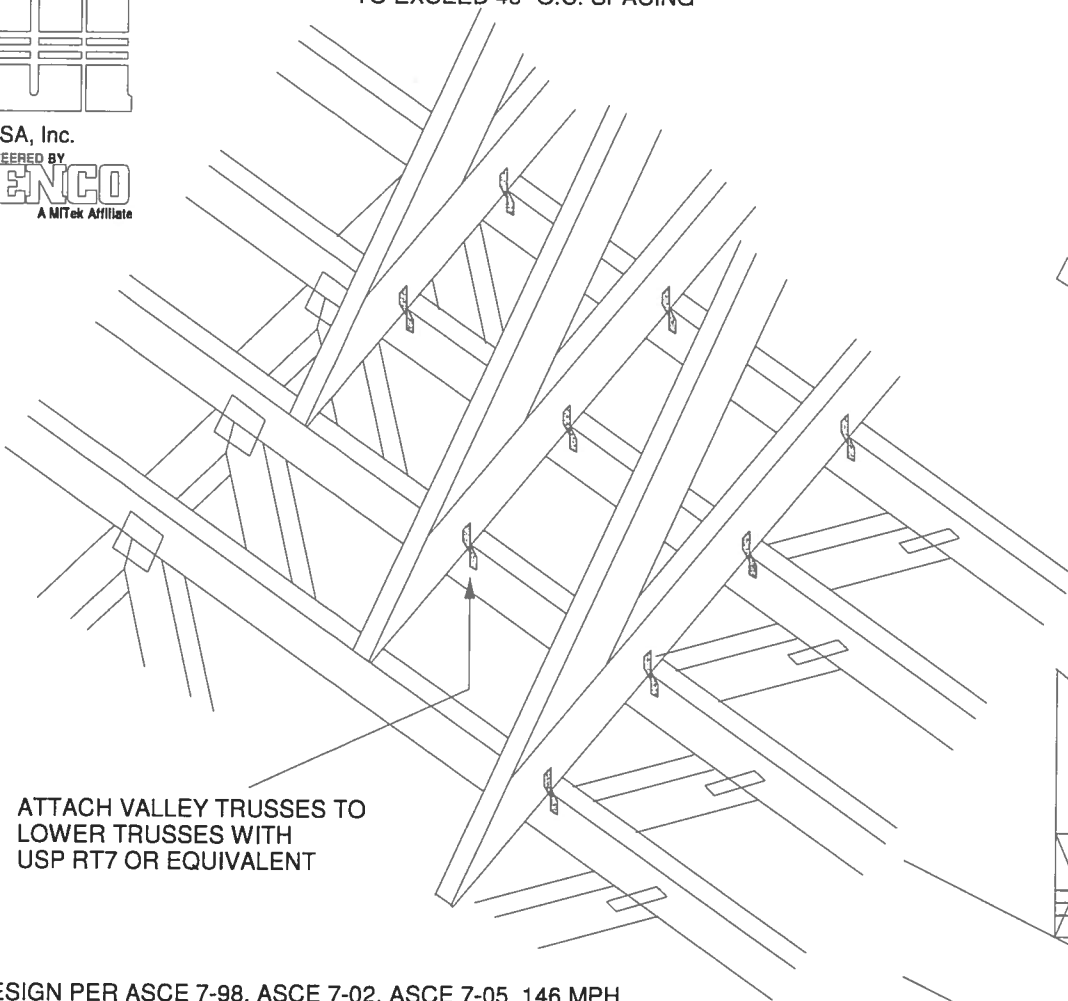 SA, Inc.
EERED BY
ENCO
A MiTek Affiliate
ATTACH VALLEY TRUSSES TO
LOWER TRUSSES WITH
USP RT7 OR EQUIVALENT
ESIGN PER ASCE 7-98, ASCE 7-02, ASCE 7-05 146 MPH